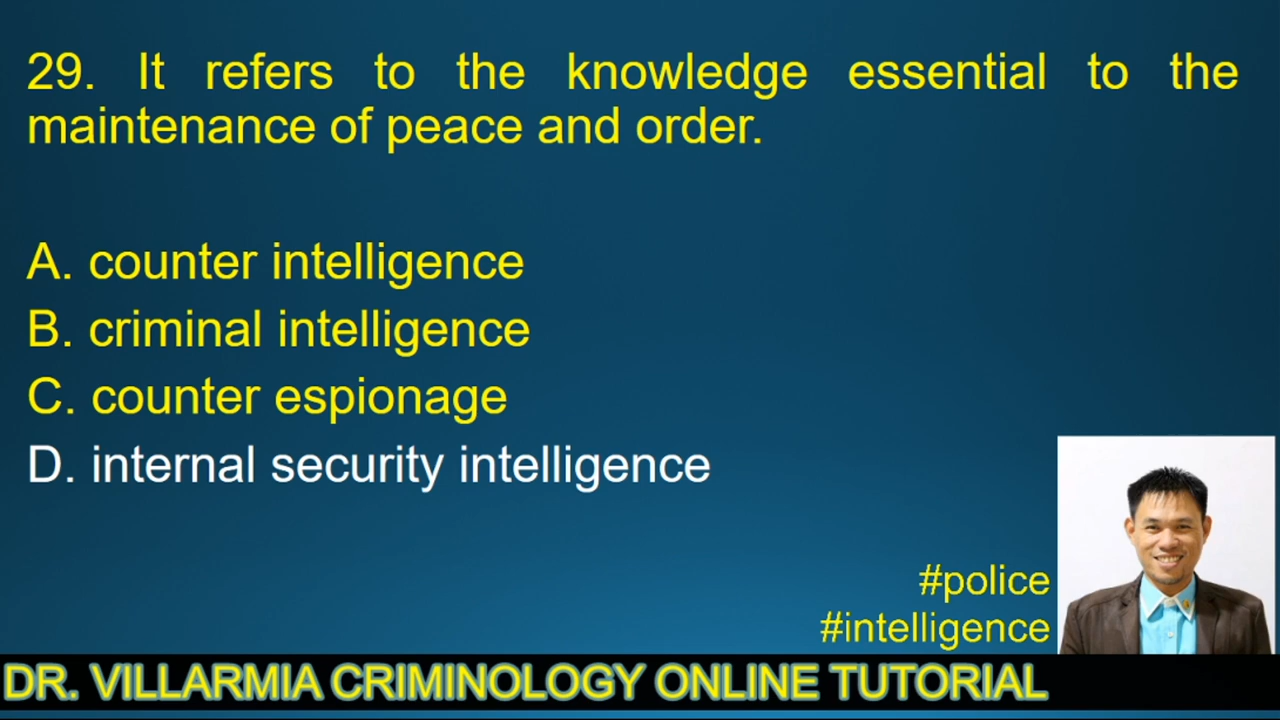 29. It refers to the knowledge essential to the
maintenance of peace and order.
A. counter intelligence
B. criminal intelligence
C. counter espionage
D. internal security intelligence
#police
#intelligence
DR. VILLARMIA CRIMINOLOGY ONLINE TUTORIAL